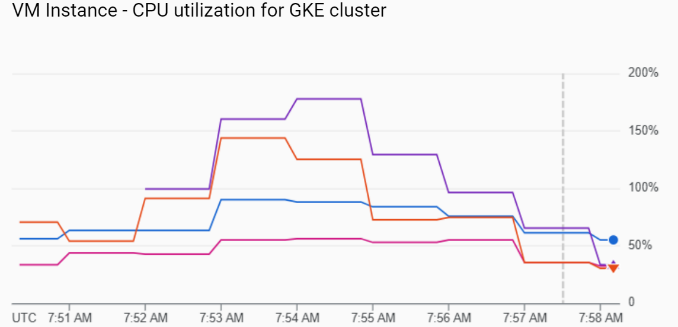 VM Instance - CPU utilization for GKE cluster
200%
150%
100%
50%
0
UTC 7:51 AM 7:52 AM 7:53 AM 7:54 AM 7:55 AM 7:56 AM 7:57 AM 7:58 AM